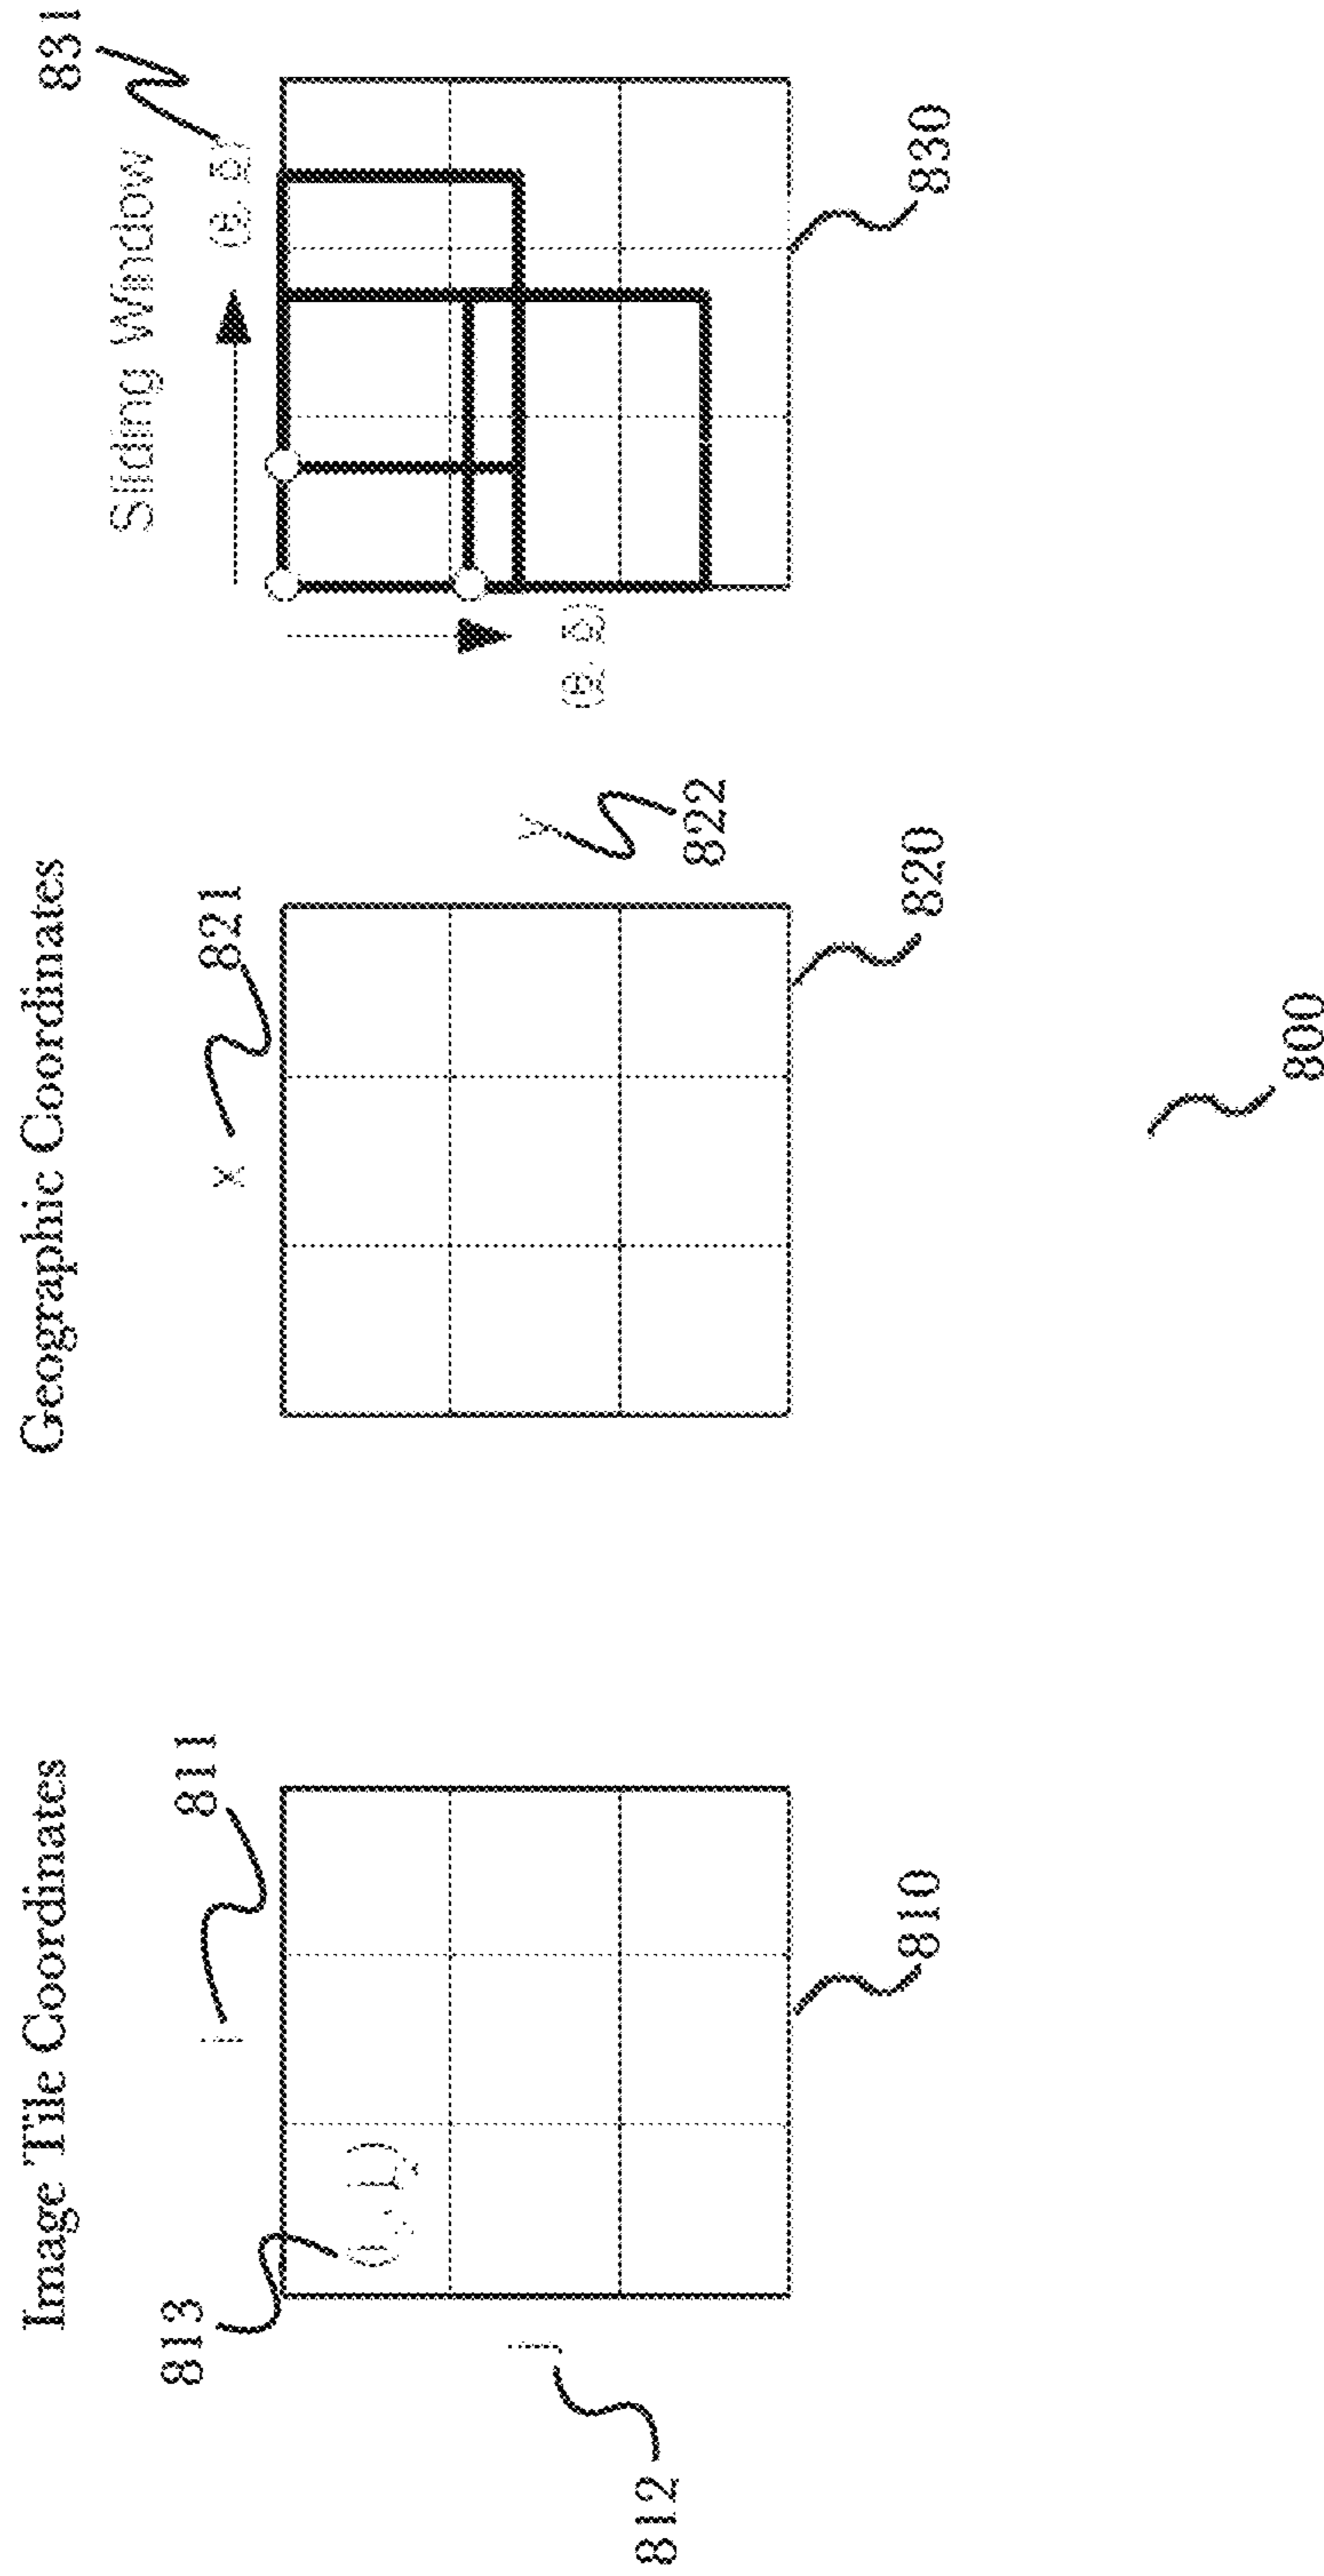 Image Tile Coordinates
813
i
811
812
j
810
Geographic Coordinates
x
821
y
822
820
Sliding Window
(a, b)
831
(a, b)
830
800